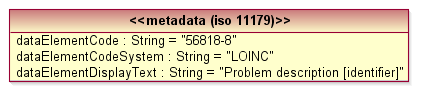 <<metadata (iso 11179)>>
dataElementCode : String = "56818-8"
dataElementCodeSystem : String = "LOINC"
dataElementDisplayText : String = "Problem description [identifier]"